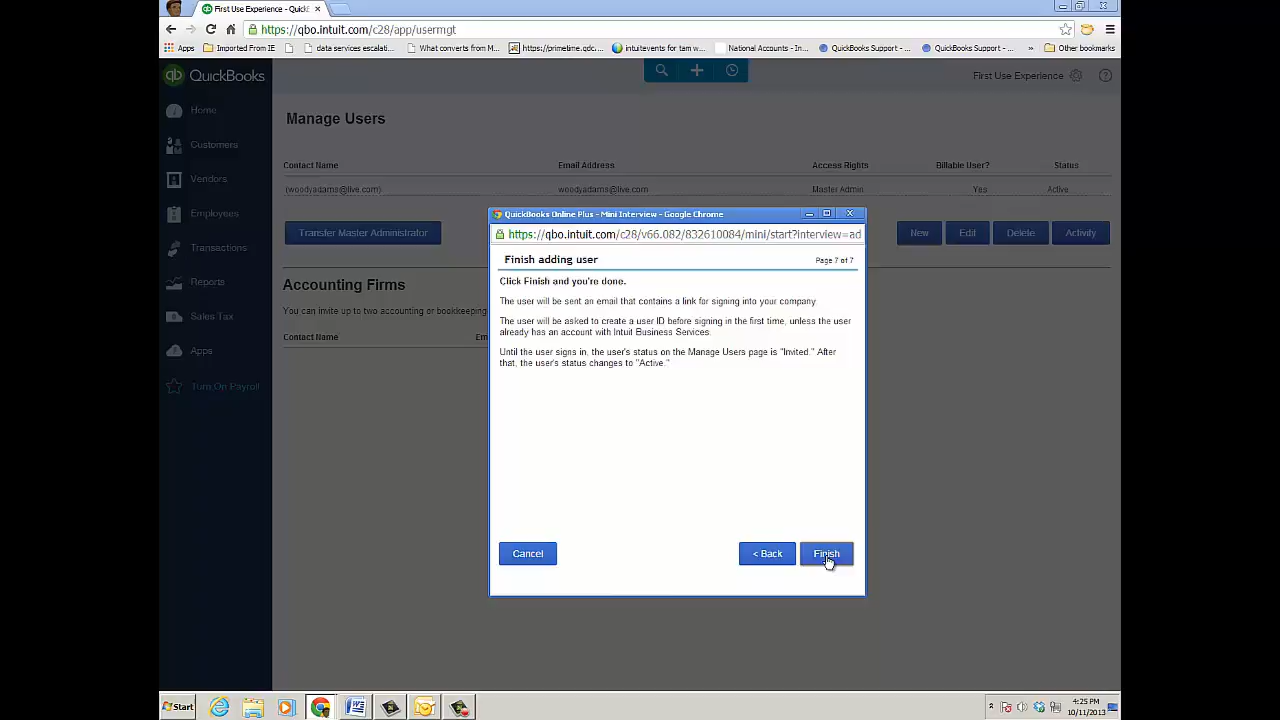 First Use Experience - QuickB
https://qbo.intuit.com/c28/app/usermgt
Apps Imported From IE data services escalati... What converts from M... https://primeline.qdc... intuitevents for tam w... National Accounts - In... QuickBooks Support - ... QuickBooks Support - ... » Other bookmarks
qb QuickBooks
First Use Experience ?
Home
Customers
Vendors
Employees
Transactions
Reports
Sales Tax
Apps
Turn On Payroll
Manage Users
Contact Name Email Address Access Rights Billable User? Status
(woodyadams@live.com) woodyadams@live.com Master Admin Yes Active
Transfer Master Administrator New Edit Delete Activity
Accounting Firms
You can invite up to two accounting or bookkeeping
Contact Name Em
QuickBooks Online Plus - Mini Interview - Google Chrome
https://qbo.intuit.com/c28/v66.082/832610084/mini/start?interview=ad
Finish adding user Page 7 of 7
Click Finish and you're done.
The user will be sent an email that contains a link for signing into your company.
The user will be asked to create a user ID before signing in the first time, unless the user
already has an account with Intuit Business Services.
Until the user signs in, the user's status on the Manage Users page is "Invited." After
that, the user's status changes to "Active."
Cancel < Back Finish
Start 4:25 PM
10/11/2013